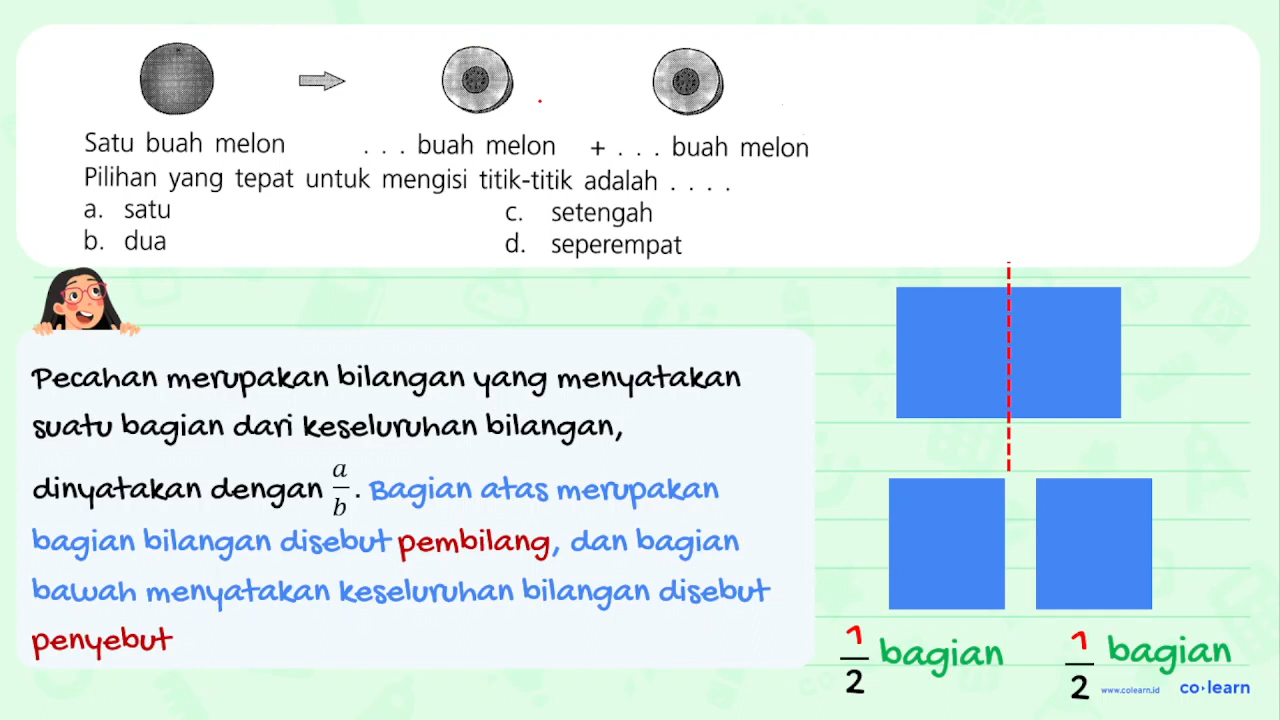 Satu buah melon . . . buah melon + . . . buah melon
Pilihan yang tepat untuk mengisi titik-titik adalah . . . .
a. satu c. setengah
b. dua d. seperempat
Pecahan merupakan bilangan yang menyatakan
suatu bagian dari keseluruhan bilangan,
dinyatakan dengan a/b. Bagian atas merupakan
bagian bilangan disebut pembilang, dan bagian
bawah menyatakan keseluruhan bilangan disebut
penyebut
1/2 bagian 1/2 bagian
www.colearn.id co·learn